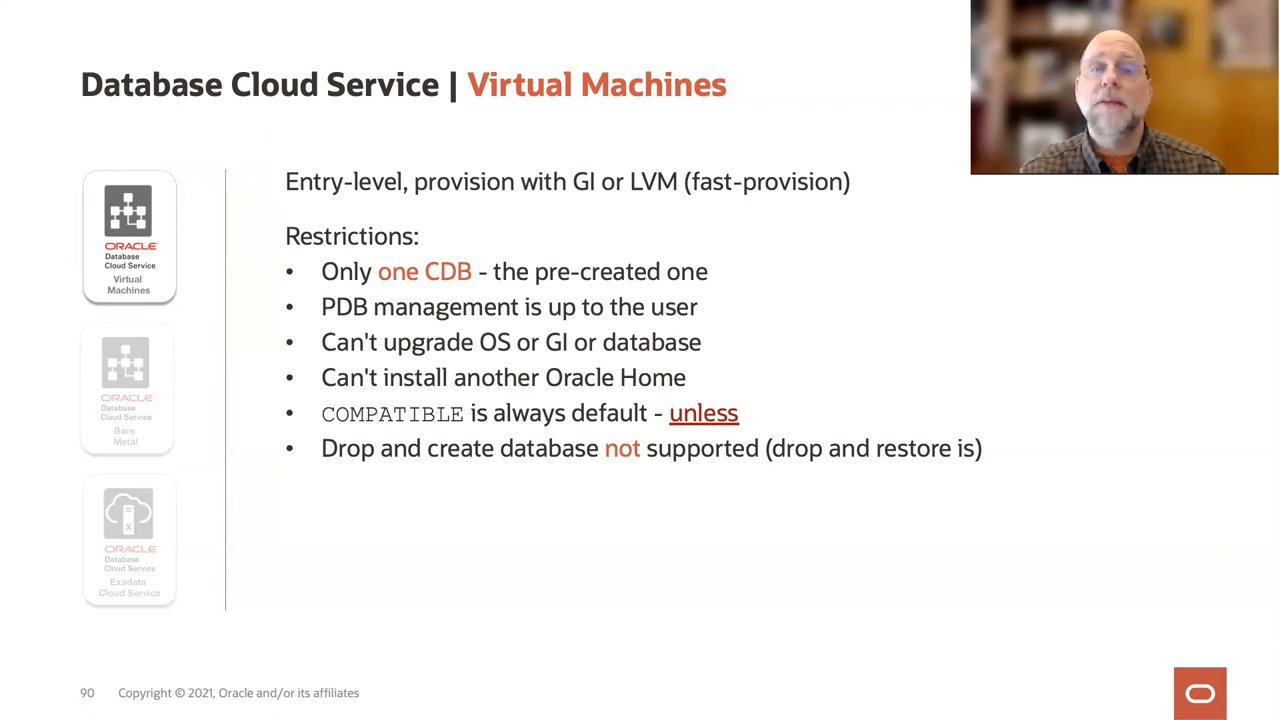 Database Cloud Service | Virtual Machines
ORACLE
Database
Cloud Service
Virtual
Machines
ORACLE
Database
Cloud Service
Bare
Metal
X
ORACLE
Database
Cloud Service
Exadata
Cloud Service
Entry-level, provision with GI or LVM (fast-provision)
Restrictions:
• Only one CDB - the pre-created one
• PDB management is up to the user
• Can't upgrade OS or GI or database
• Can't install another Oracle Home
• COMPATIBLE is always default - unless
• Drop and create database not supported (drop and restore is)
90 Copyright © 2021, Oracle and/or its affiliates